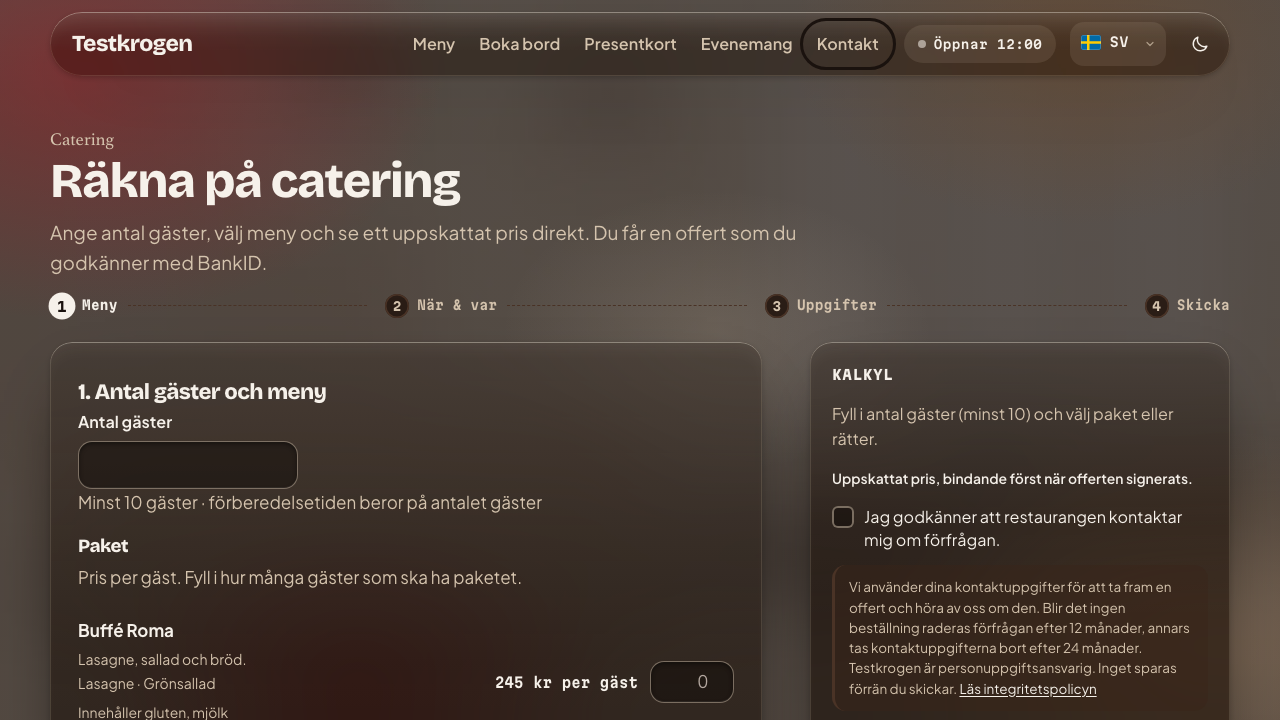 Testkrogen
Meny
Boka bord
Presentkort
Evenemang
Kontakt
Öppnar 12:00
SV
Catering
Räkna på catering
Ange antal gäster, välj meny och se ett uppskattat pris direkt. Du får en offert som du
godkänner med BankID.
1 Meny
2 När & var
3 Uppgifter
4 Skicka
1. Antal gäster och meny
Antal gäster
Minst 10 gäster · förberedelsetiden beror på antalet gäster
Paket
Pris per gäst. Fyll i hur många gäster som ska ha paketet.
Buffé Roma
Lasagne, sallad och bröd.
Lasagne · Grönsallad
245 kr per gäst
0
Innehåller gluten, mjölk
KALKYL
Fyll i antal gäster (minst 10) och välj paket eller
rätter.
Uppskattat pris, bindande först när offerten signerats.
Jag godkänner att restaurangen kontaktar
mig om förfrågan.
Vi använder dina kontaktuppgifter för att ta fram en
offert och höra av oss om den. Blir det ingen
beställning raderas förfrågan efter 12 månader, annars
tas kontaktuppgifterna bort efter 24 månader.
Testkrogen är personuppgiftsansvarig. Inget sparas
förrän du skickar. Läs integritetspolicyn